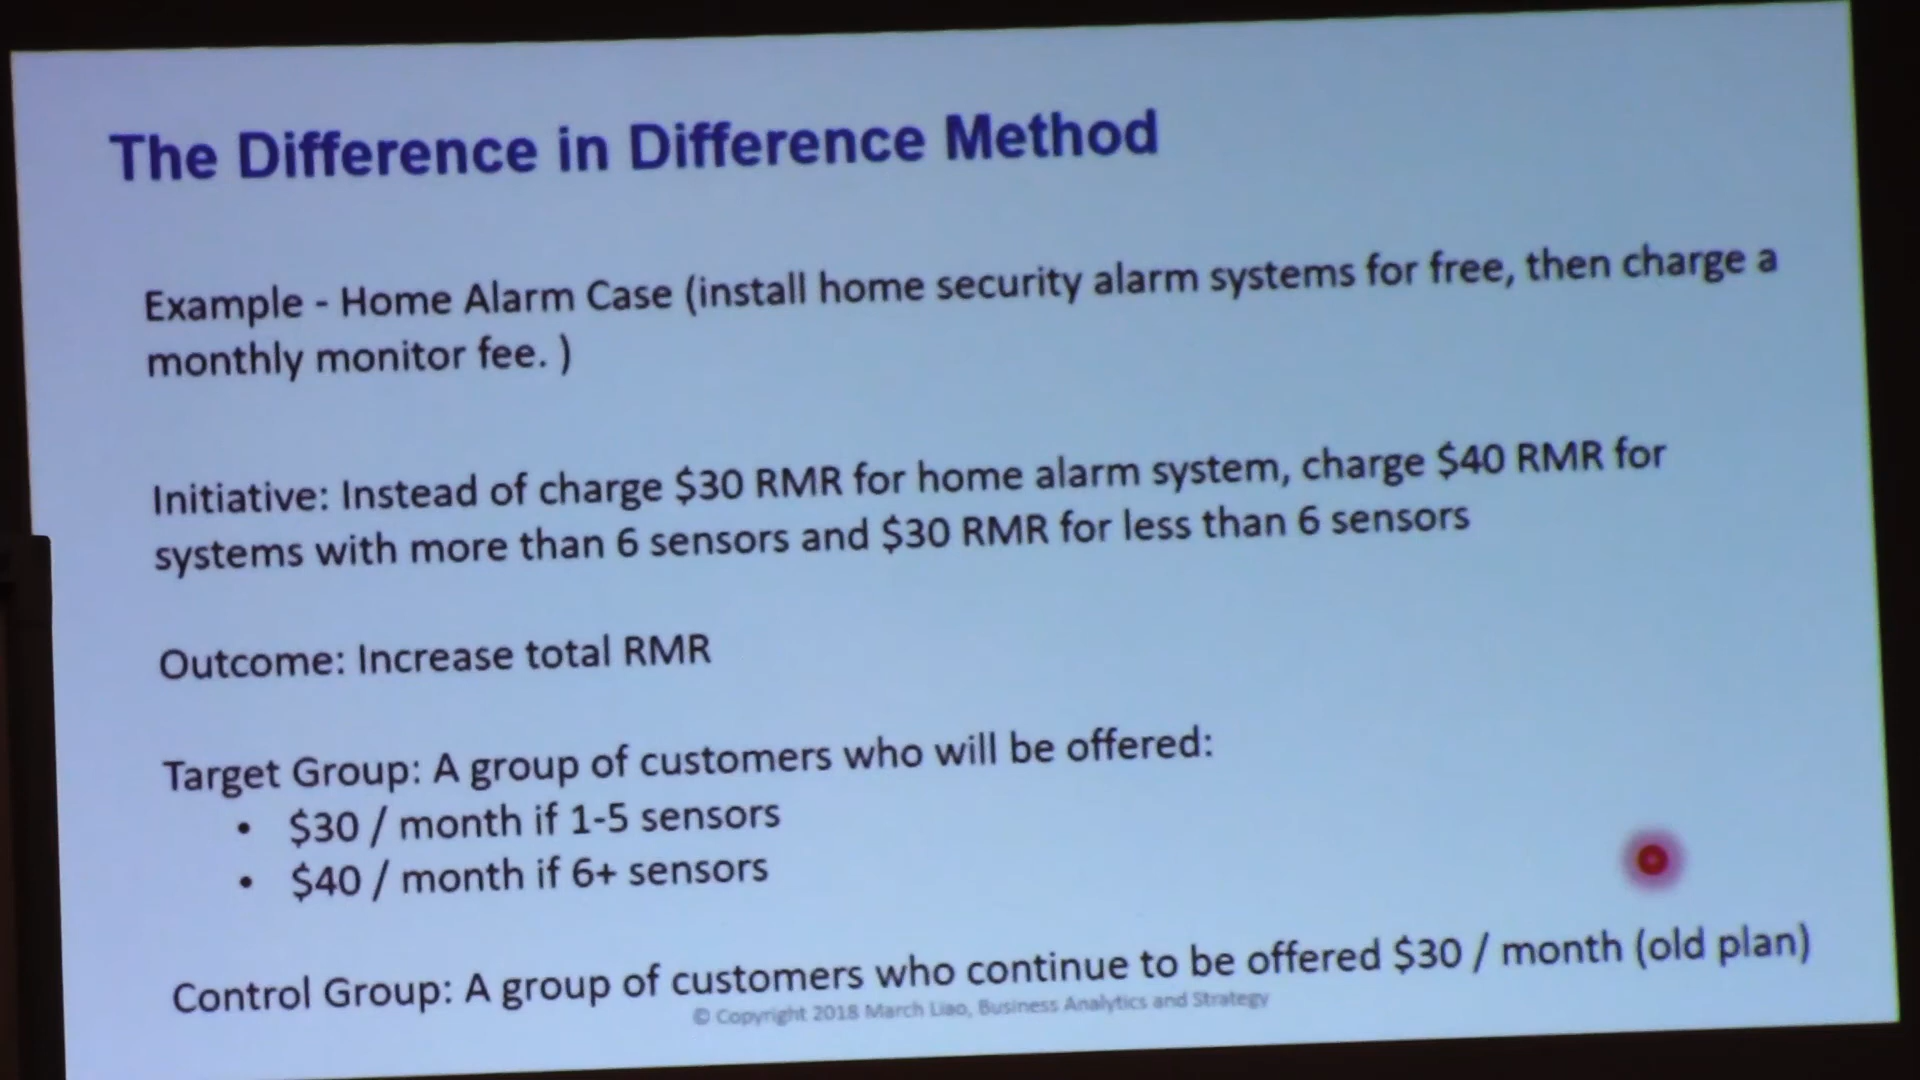 The Difference in Difference Method
Example - Home Alarm Case (install home security alarm systems for free, then charge a
monthly monitor fee. )
Initiative: Instead of charge $30 RMR for home alarm system, charge $40 RMR for
systems with more than 6 sensors and $30 RMR for less than 6 sensors
Outcome: Increase total RMR
Target Group: A group of customers who will be offered:
• $30 / month if 1-5 sensors
• $40 / month if 6+ sensors
Control Group: A group of customers who continue to be offered $30 / month (old plan)
© Copyright 2018 March Liao, Business Analytics and Strategy